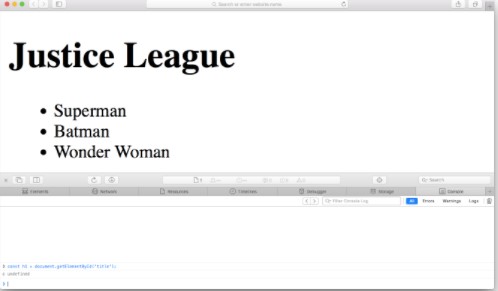 Search or enter website name
Justice League
• Superman
• Batman
• Wonder Woman
Search
Elements Network Resources Timelines Debugger Storage Console
Filter Console Log All Errors Warnings Logs
> const h1 = document.getElementById("title");
< undefined
>